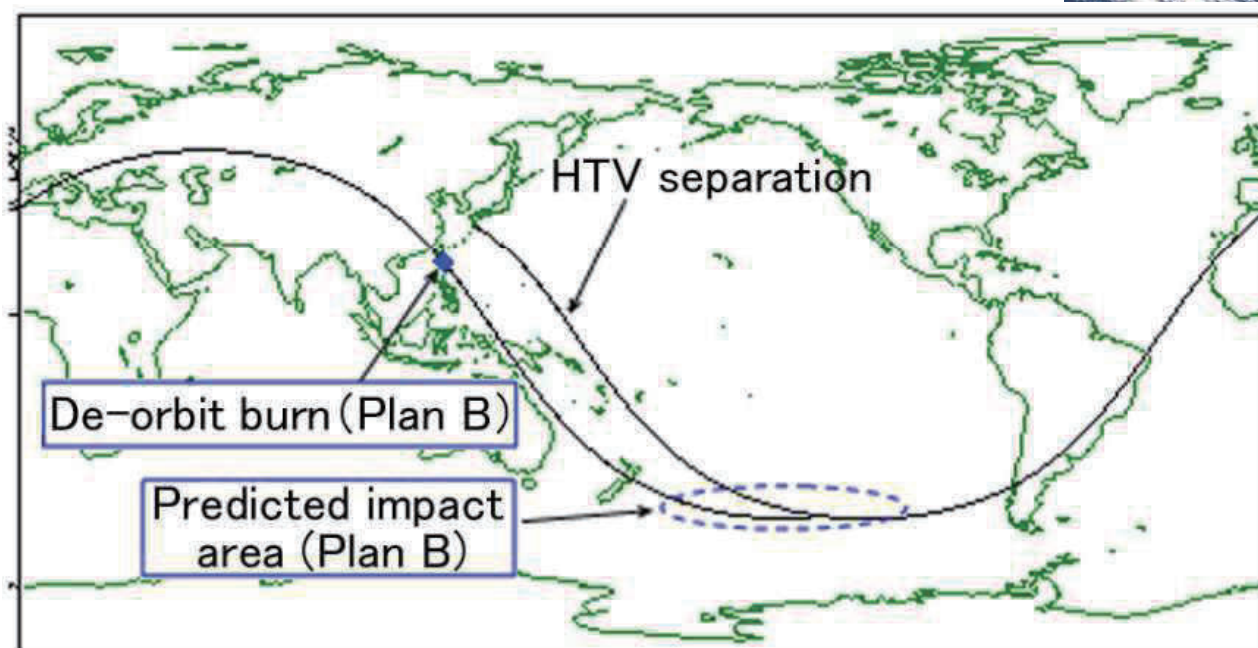 HTV separation
De-orbit burn(Plan B)
Predicted impact
area (Plan B)